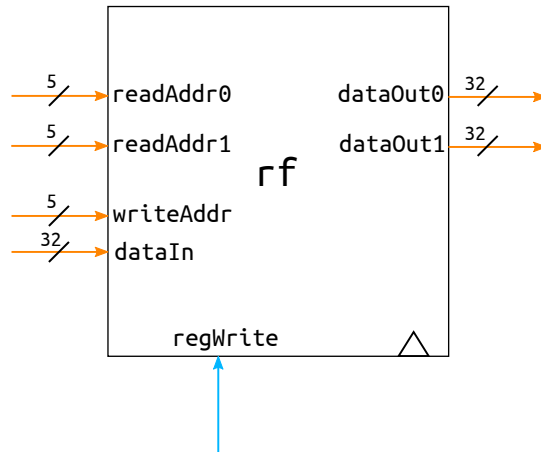 5
readAddr0
dataOut0
32
5
readAddr1
dataOut1
32
rf
5
writeAddr
32
dataIn
regWrite